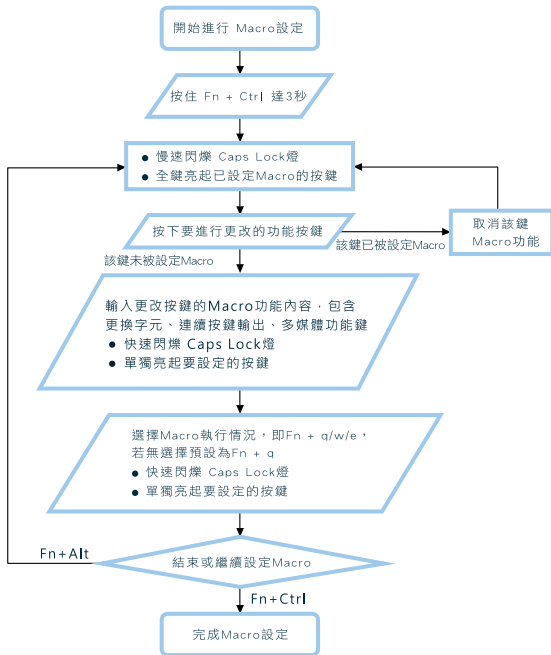 開始進行 Macro設定
按住 Fn + Ctrl 達3秒
● 慢速閃爍 Caps Lock燈
● 全鍵亮起已設定Macro的按鍵
按下要進行更改的功能按鍵
取消該鍵
Macro功能
該鍵已被設定Macro
該鍵未被設定Macro
輸入更改按鍵的Macro功能內容，包含
更換字元、連續按鍵輸出、多媒體功能鍵
● 快速閃爍 Caps Lock燈
● 單獨亮起要設定的按鍵
選擇Macro執行情況，即Fn + q/w/e，
若無選擇預設為Fn + q
● 快速閃爍 Caps Lock燈
● 單獨亮起要設定的按鍵
Fn+Alt
結束或繼續設定Macro
Fn+Ctrl
完成Macro設定